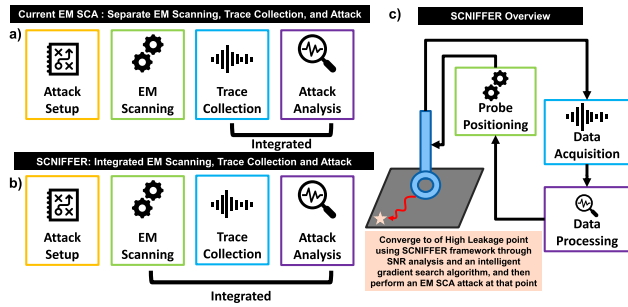 Current EM SCA : Separate EM Scanning, Trace Collection, and Attack
a)
Attack
Setup
EM
Scanning
Trace
Collection
Attack
Analysis
Integrated
SCNIFFER: Integrated EM Scanning, Trace Collection and Attack
b)
Attack
Setup
EM
Scanning
Trace
Collection
Attack
Analysis
Integrated
c)
SCNIFFER Overview
Probe
Positioning
Data
Acquisition
Data
Processing
Converge to of High Leakage point
using SCNIFFER framework through
SNR analysis and an intelligent
gradient search algorithm, and then
perform an EM SCA attack at that point